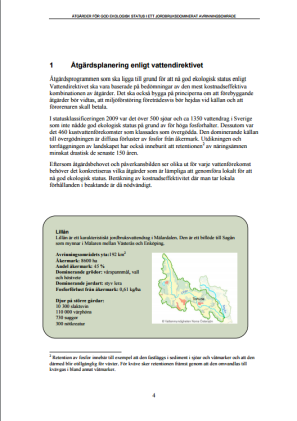 ÅTGÄRDER FÖR GOD EKOLOGISK STATUS I ETT JORDBRUKSDOMINERAT AVRINNINGSOMRÅDE
1 Åtgärdsplanering enligt vattendirektivet
Åtgärdsprogrammen som ska ligga till grund för att nå god ekologisk status enligt
Vattendirektivet ska vara baserade på bedömningar av den mest kostnadseffektiva
kombinationen av åtgärder. Det ska också bygga på principerna om att förebyggande
åtgärder bör vidtas, att miljöförstöring företrädesvis bör hejdas vid källan och att
förorenaren skall betala.
I statusklassificeringen 2009 var det över 500 sjöar och ca 1350 vattendrag i Sverige
som inte nådde god ekologisk status på grund av för höga fosforhalter. Dessutom var
det 460 kustvattenförekomster som klassades som övergödda. Den dominerande källan
till övergödningen är diffusa förluster av fosfor från åkermark. Utdikningen och
torrläggningen av landskapet har också inneburit att retentionen² av näringsämnen
minskat drastisk de senaste 150 åren.
Eftersom åtgärdsbehovet och påverkansbilden ser olika ut för varje vattenförekomst
behöver det konkretiseras vilka åtgärder som är lämpliga att genomföra lokalt för att
nå god ekologisk status. Beräkning av kostnadseffektivitet där man tar lokala
förhållanden i beaktande är då nödvändigt.
Lillån
Lillån är ett karakteristiskt jordbruksvattendrag i Mälardalen. Den är ett biflöde till Sagån
som mynnar i Mälaren mellan Västerås och Enköping.
Avrinningsområdets yta: 192 km²
Åkermark: 8600 ha
Andel åkermark: 45 %
Dominerande grödor: vårspannmål, vall
och höstvete
Dominerande jordart: styv lera
Fosforförlust från åkermark: 0,61 kg/ha
Djur på större gårdar:
10 300 slaktsvin
110 000 värphöns
730 suggor
300 mjölkkor
² Retention av fosfor innebär till exempel att den fastläggs i sediment i sjöar och våtmarker och att den
därmed blir otillgänglig för växter. För kväve sker retentionen främst genom att den omvandlas till
kvävgas i bland annat våtmarker.
4